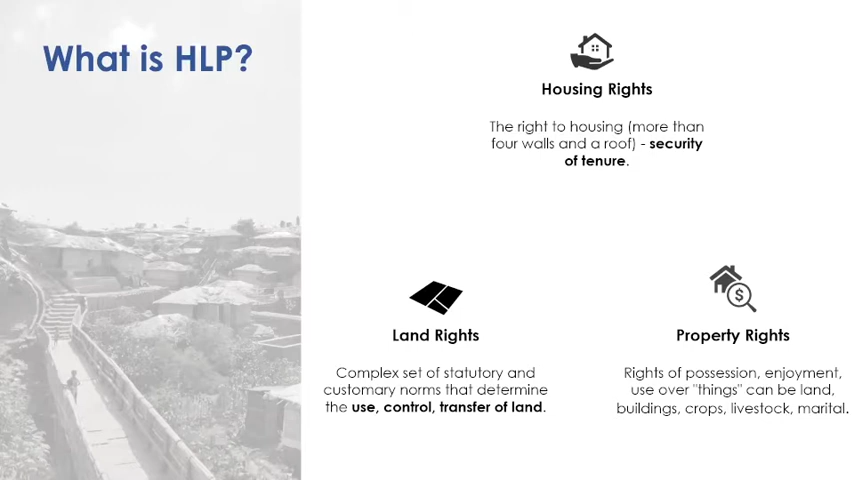 What is HLP?
Housing Rights
The right to housing (more than
four walls and a roof) - security
of tenure.
Land Rights
Complex set of statutory and
customary norms that determine
the use, control, transfer of land.
Property Rights
Rights of possession, enjoyment,
use over "things" can be land,
buildings, crops, livestock, marital.
$